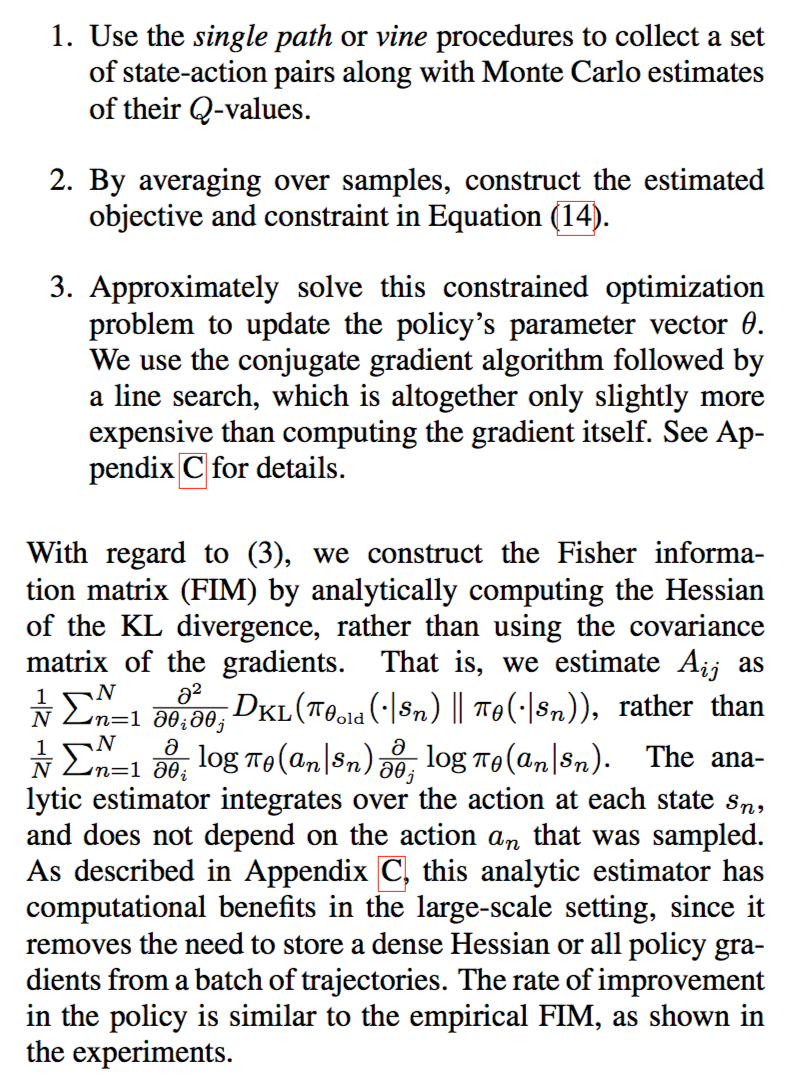 1. Use the single path or vine procedures to collect a set
of state-action pairs along with Monte Carlo estimates
of their Q-values.
2. By averaging over samples, construct the estimated
objective and constraint in Equation (14).
3. Approximately solve this constrained optimization
problem to update the policy's parameter vector θ.
We use the conjugate gradient algorithm followed by
a line search, which is altogether only slightly more
expensive than computing the gradient itself. See Ap-
pendix C for details.
With regard to (3), we construct the Fisher informa-
tion matrix (FIM) by analytically computing the Hessian
of the KL divergence, rather than using the covariance
matrix of the gradients. That is, we estimate A_{ij} as
\frac{1}{N} \sum_{n=1}^{N} \frac{\partial^2}{\partial\theta_i \partial\theta_j} D_{KL}(\pi_{\theta_{old}}(\cdot|s_n) \| \pi_\theta(\cdot|s_n)), rather than
\frac{1}{N} \sum_{n=1}^{N} \frac{\partial}{\partial\theta_i} \log \pi_\theta(a_n|s_n) \frac{\partial}{\partial\theta_j} \log \pi_\theta(a_n|s_n). The ana-
lytic estimator integrates over the action at each state s_n,
and does not depend on the action a_n that was sampled.
As described in Appendix C, this analytic estimator has
computational benefits in the large-scale setting, since it
removes the need to store a dense Hessian or all policy gra-
dients from a batch of trajectories. The rate of improvement
in the policy is similar to the empirical FIM, as shown in
the experiments.